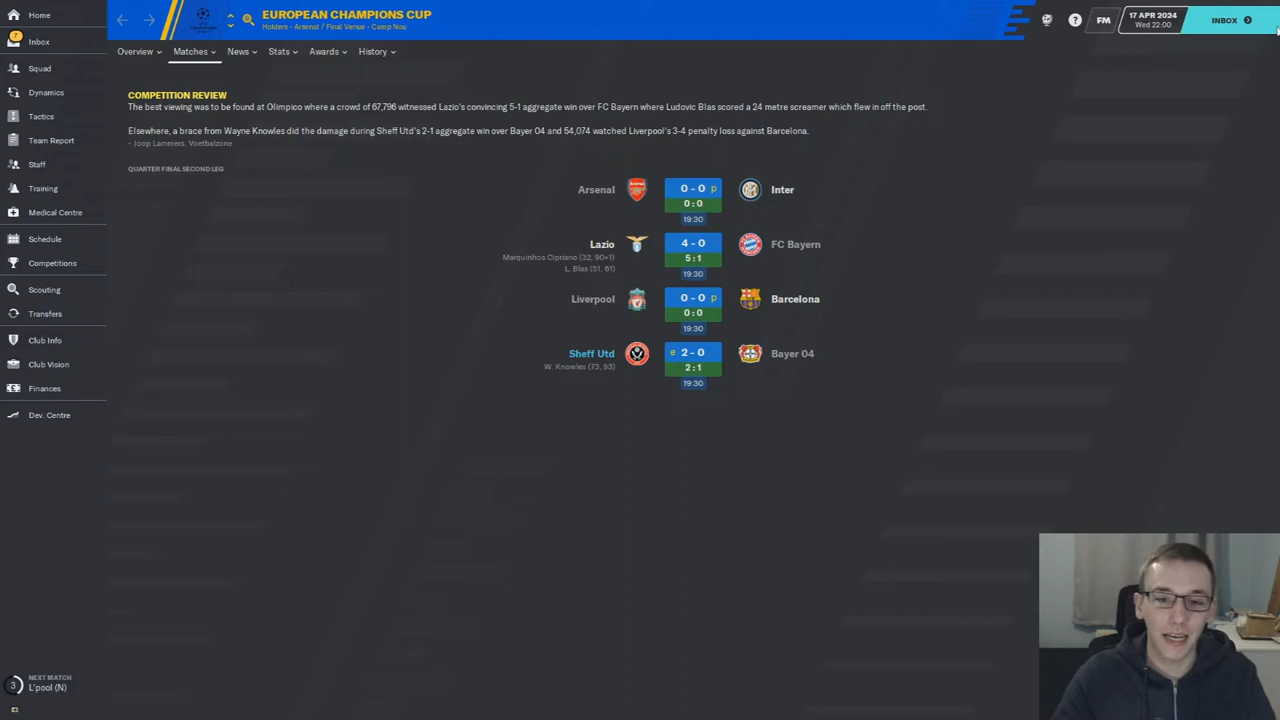 Home
EUROPEAN CHAMPIONS CUP
Holders - Arsenal / Final Venue - Camp Nou
FM
17 APR 2024
Wed 22:00
INBOX
7
Inbox
Overview
Matches
News
Stats
Awards
History
Squad
Dynamics
Tactics
Team Report
Staff
Training
Medical Centre
Schedule
Competitions
Scouting
Transfers
Club Info
Club Vision
Finances
Dev. Centre
COMPETITION REVIEW
The best viewing was to be found at Olimpico where a crowd of 67,796 witnessed Lazio's convincing 5-1 aggregate win over FC Bayern where Ludovic Blas scored a 24 metre screamer which flew in off the post.
Elsewhere, a brace from Wayne Knowles did the damage during Sheff Utd's 2-1 aggregate win over Bayer 04 and 54,074 watched Liverpool's 3-4 penalty loss against Barcelona.
- Joop Lammers, Voetbalzone
QUARTER FINAL SECOND LEG
Arsenal 0 - 0 p Inter
0 : 0
19:30
Lazio 4 - 0 FC Bayern
Marquinhos Cipriano (32, 90+1) 5 : 1
L. Blas (51, 61)
19:30
Liverpool 0 - 0 p Barcelona
0 : 0
19:30
Sheff Utd e 2 - 0 Bayer 04
W. Knowles (73, 93) 2 : 1
19:30
3
NEXT MATCH
L'pool (N)